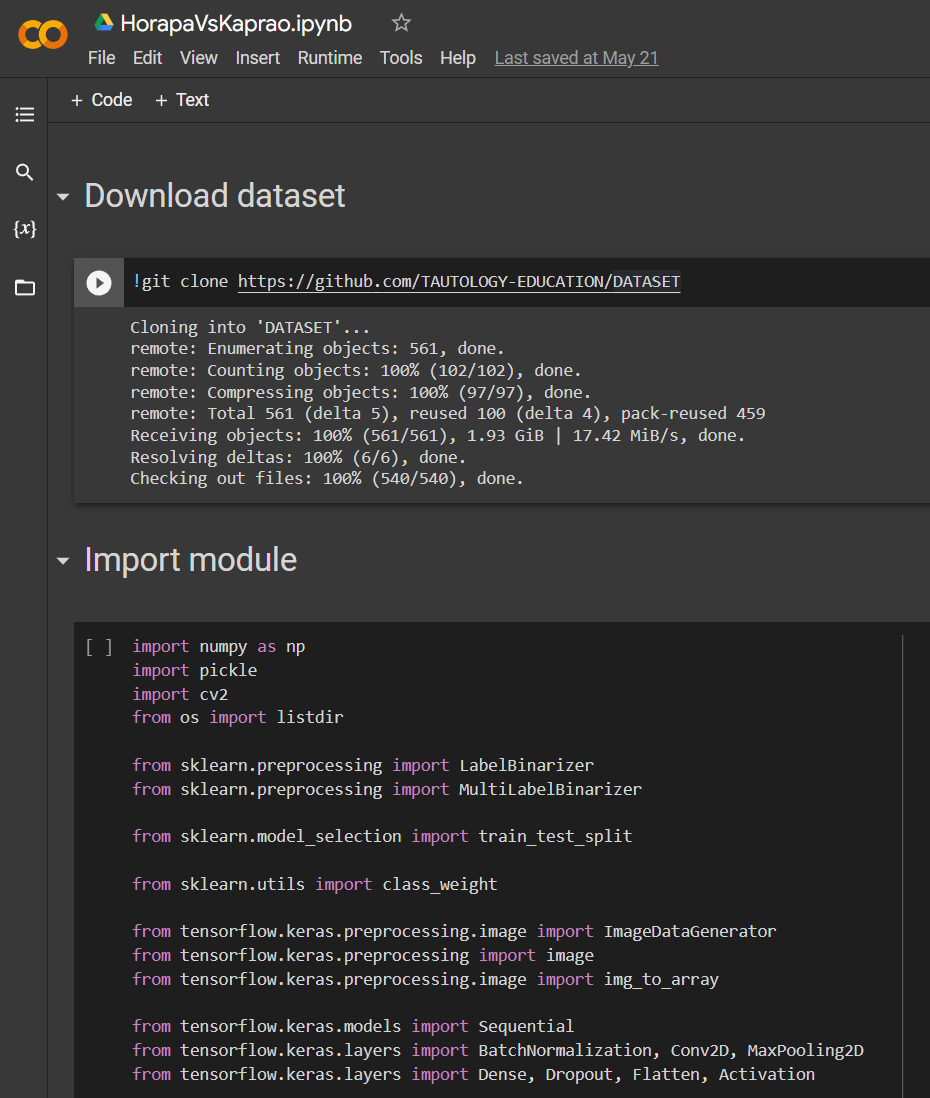 HorapaVsKaprao.ipynb
File Edit View Insert Runtime Tools Help Last saved at May 21
+ Code + Text
Download dataset
{x}
!git clone https://github.com/TAUTOLOGY-EDUCATION/DATASET
Cloning into 'DATASET'...
remote: Enumerating objects: 561, done.
remote: Counting objects: 100% (102/102), done.
remote: Compressing objects: 100% (97/97), done.
remote: Total 561 (delta 5), reused 100 (delta 4), pack-reused 459
Receiving objects: 100% (561/561), 1.93 GiB | 17.42 MiB/s, done.
Resolving deltas: 100% (6/6), done.
Checking out files: 100% (540/540), done.
Import module
[ ] import numpy as np
import pickle
import cv2
from os import listdir
from sklearn.preprocessing import LabelBinarizer
from sklearn.preprocessing import MultiLabelBinarizer
from sklearn.model_selection import train_test_split
from sklearn.utils import class_weight
from tensorflow.keras.preprocessing.image import ImageDataGenerator
from tensorflow.keras.preprocessing import image
from tensorflow.keras.preprocessing.image import img_to_array
from tensorflow.keras.models import Sequential
from tensorflow.keras.layers import BatchNormalization, Conv2D, MaxPooling2D
from tensorflow.keras.layers import Dense, Dropout, Flatten, Activation